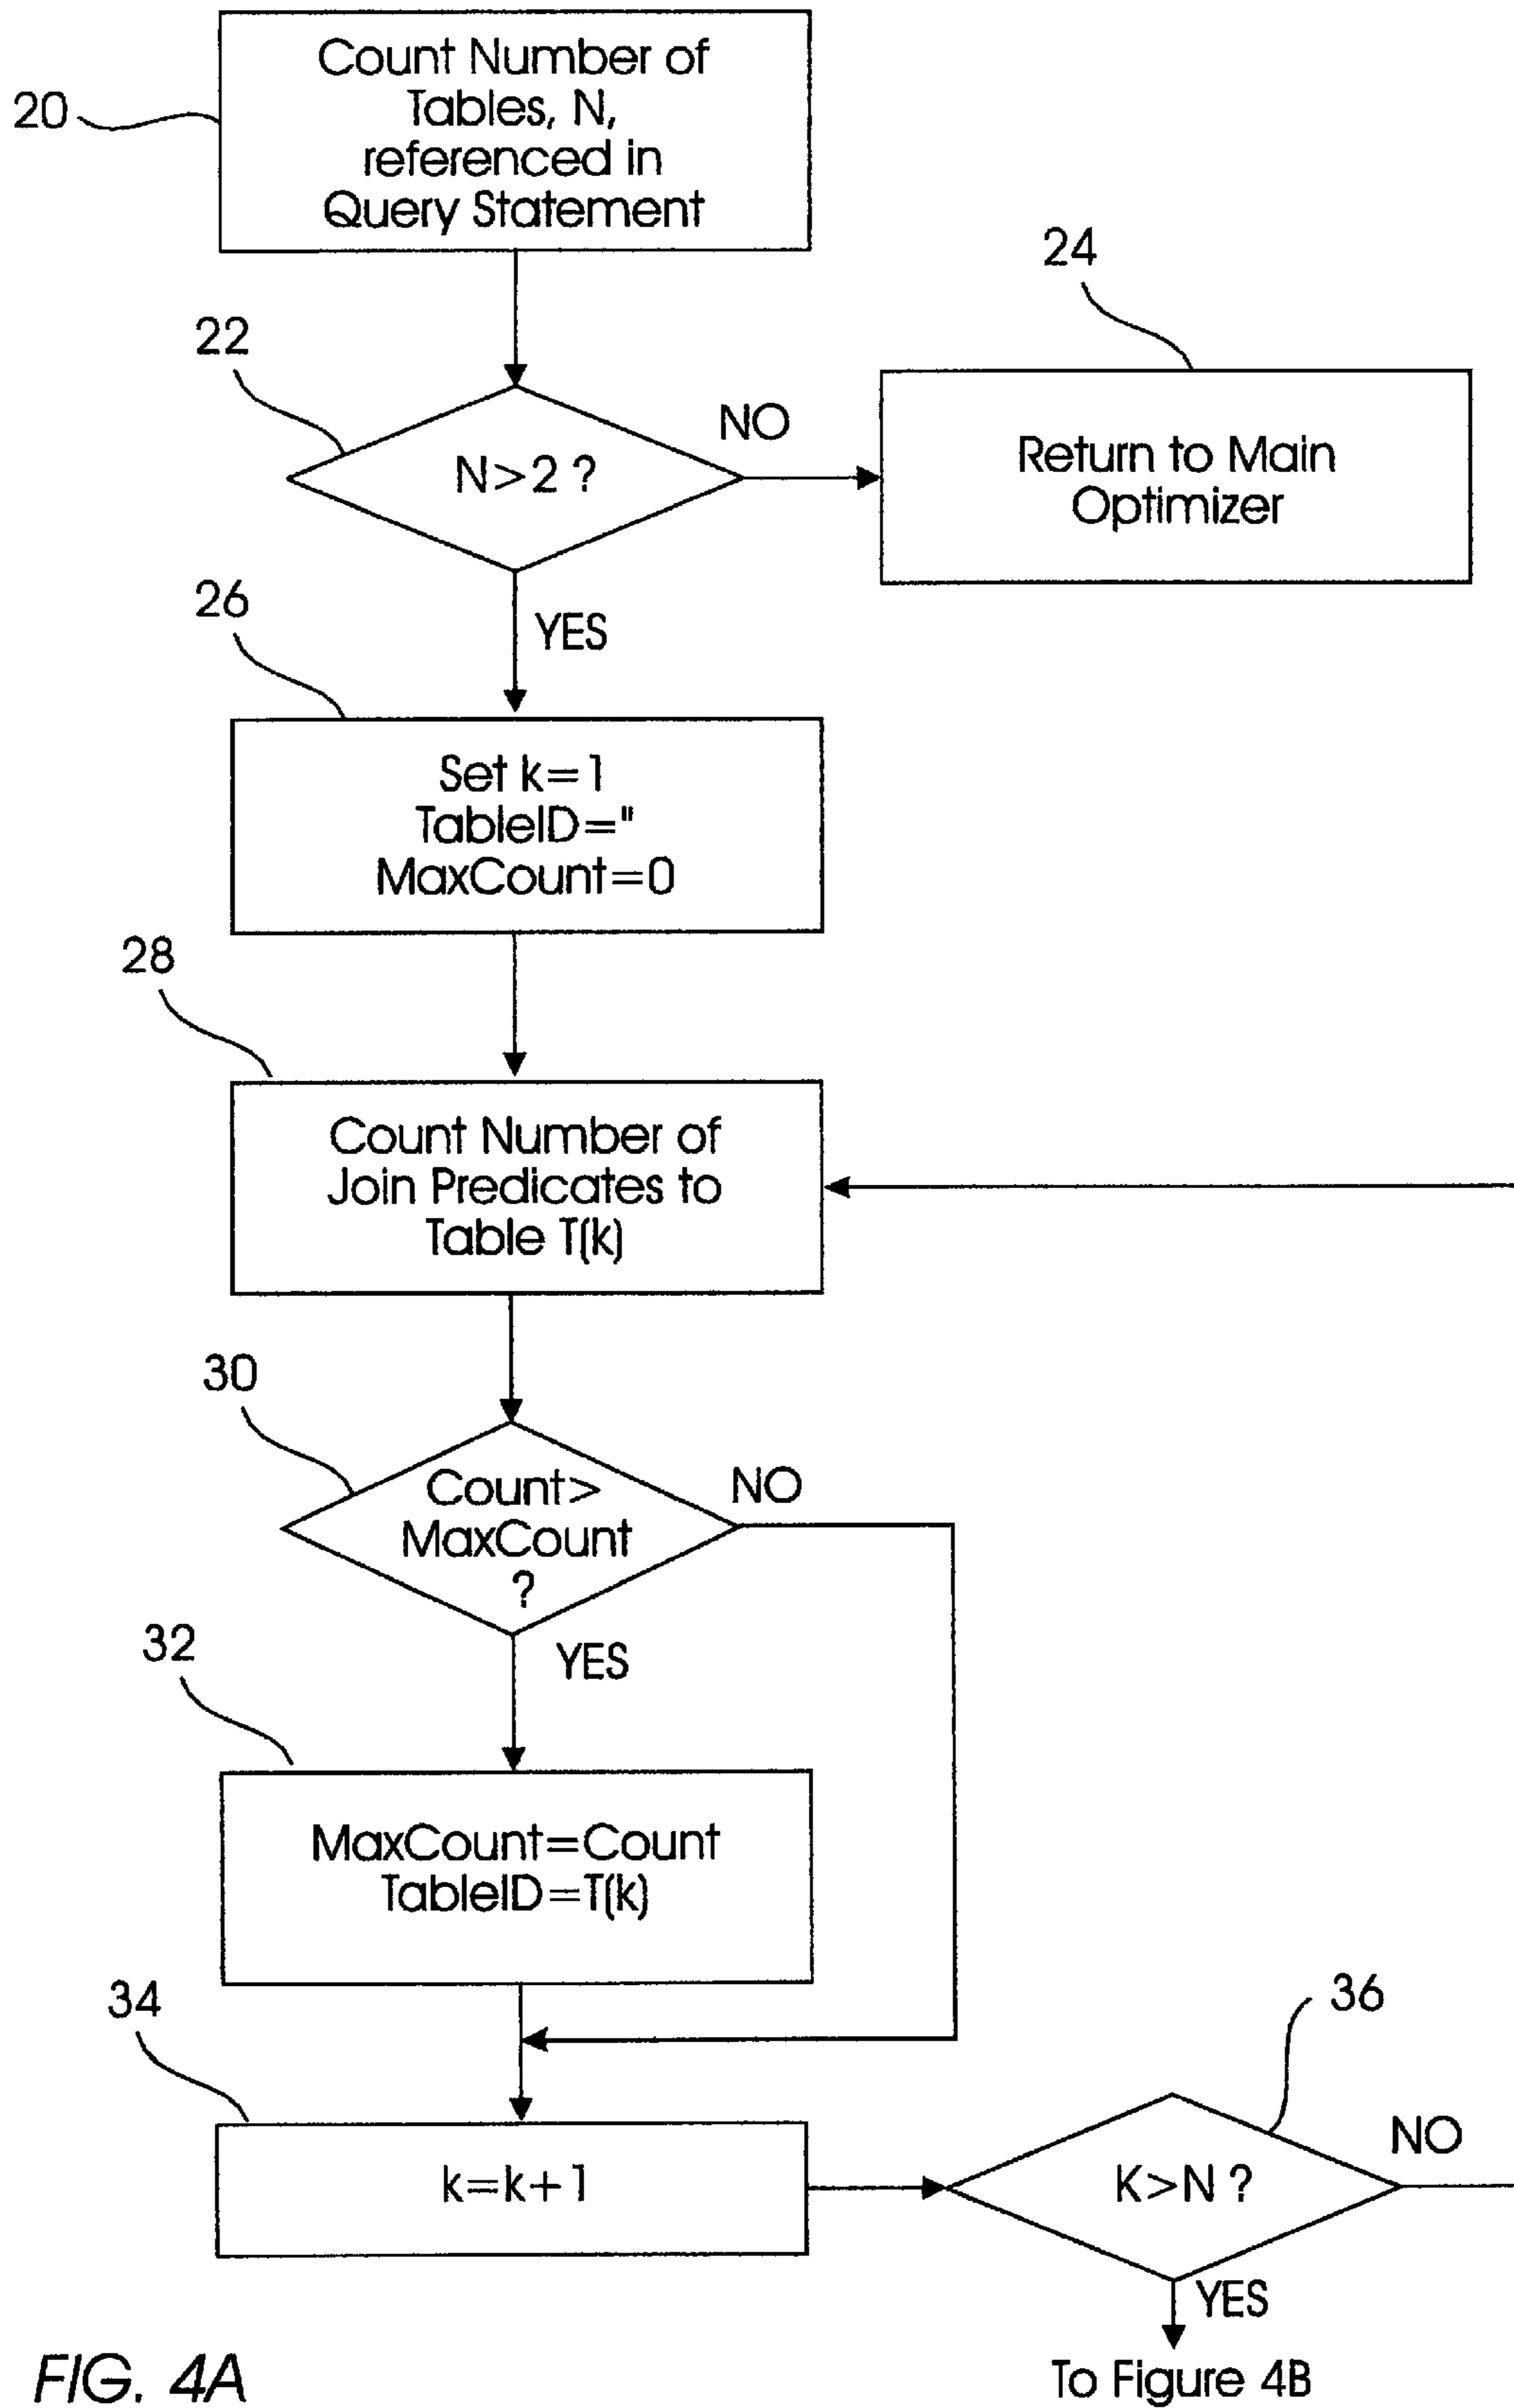 20
Count Number of
Tables, N,
referenced in
Query Statement
22
N>2 ?
NO
24
Return to Main
Optimizer
YES
26
Set k=1
TableID="
MaxCount=0
28
Count Number of
Join Predicates to
Table T(k)
30
Count>
MaxCount
?
NO
YES
32
MaxCount=Count
TableID=T(k)
34
k=k+1
36
K>N ?
NO
YES
To Figure 4B
FIG. 4A